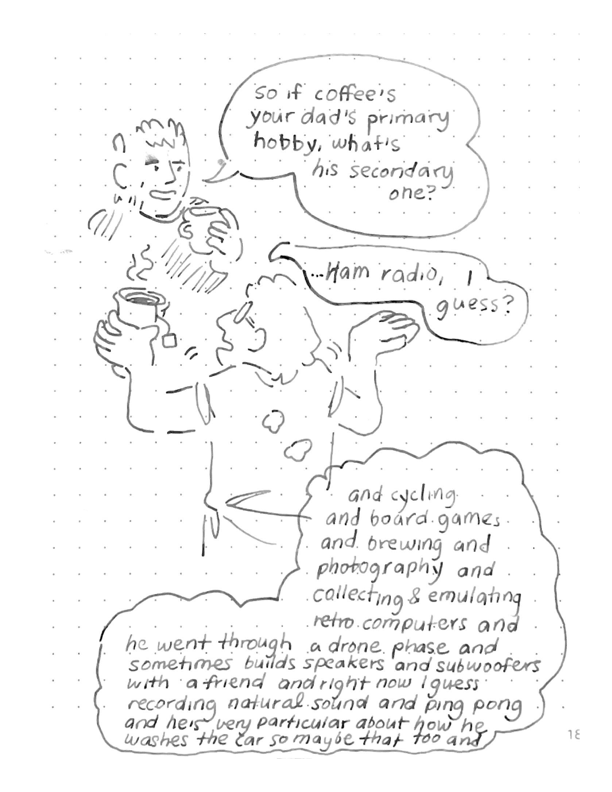 so if coffee's
your dad's primary
hobby, what's
his secondary
one?
...Ham radio, I
guess?
and cycling
and board games
and brewing and
photography and
collecting & emulating
retro computers and
he went through a drone phase and
sometimes builds speakers and subwoofers
with a friend and right now I guess
recording natural sound and ping pong
and he's very particular about how he
washes the car so maybe that too and
18